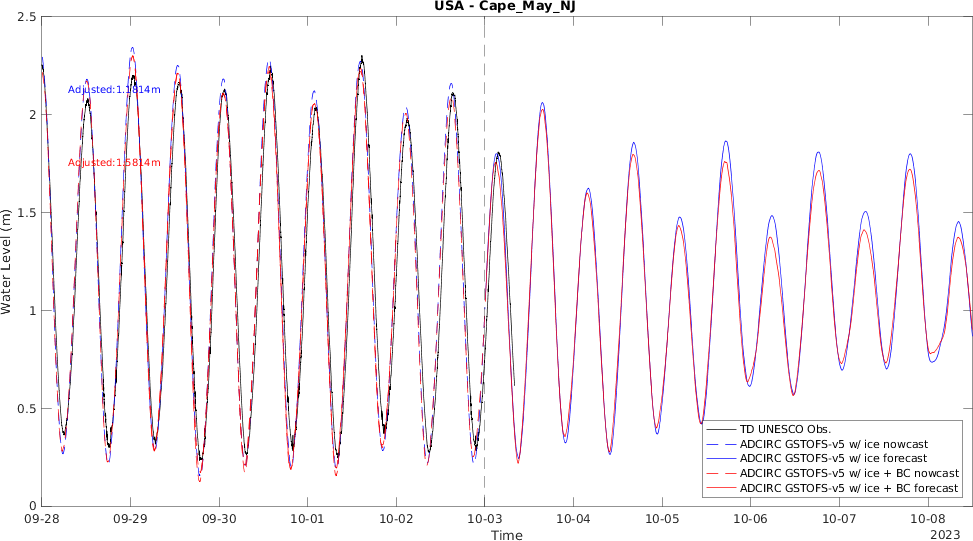 USA - Cape_May_NJ
2.5
2
1.5
1
0.5
0
Water Level (m)
Adjusted:1.1814m
Adjusted:1.5814m
TD UNESCO Obs.
ADCIRC GSTOFS-v5 w/ ice nowcast
ADCIRC GSTOFS-v5 w/ ice forecast
ADCIRC GSTOFS-v5 w/ ice + BC nowcast
ADCIRC GSTOFS-v5 w/ ice + BC forecast
09-28 09-29 09-30 10-01 10-02 10-03 10-04 10-05 10-06 10-07 10-08
Time
2023